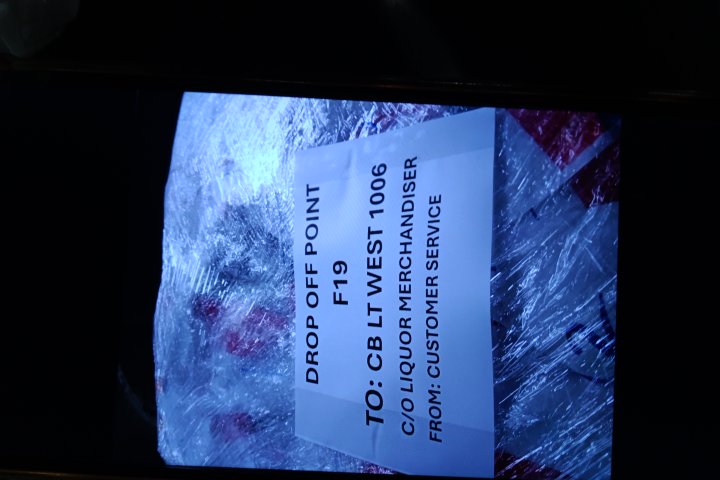 DROP OFF POINT
F19
TO: CB LT WEST 1006
C/O LIQUOR MERCHANDISER
FROM: CUSTOMER SERVICE